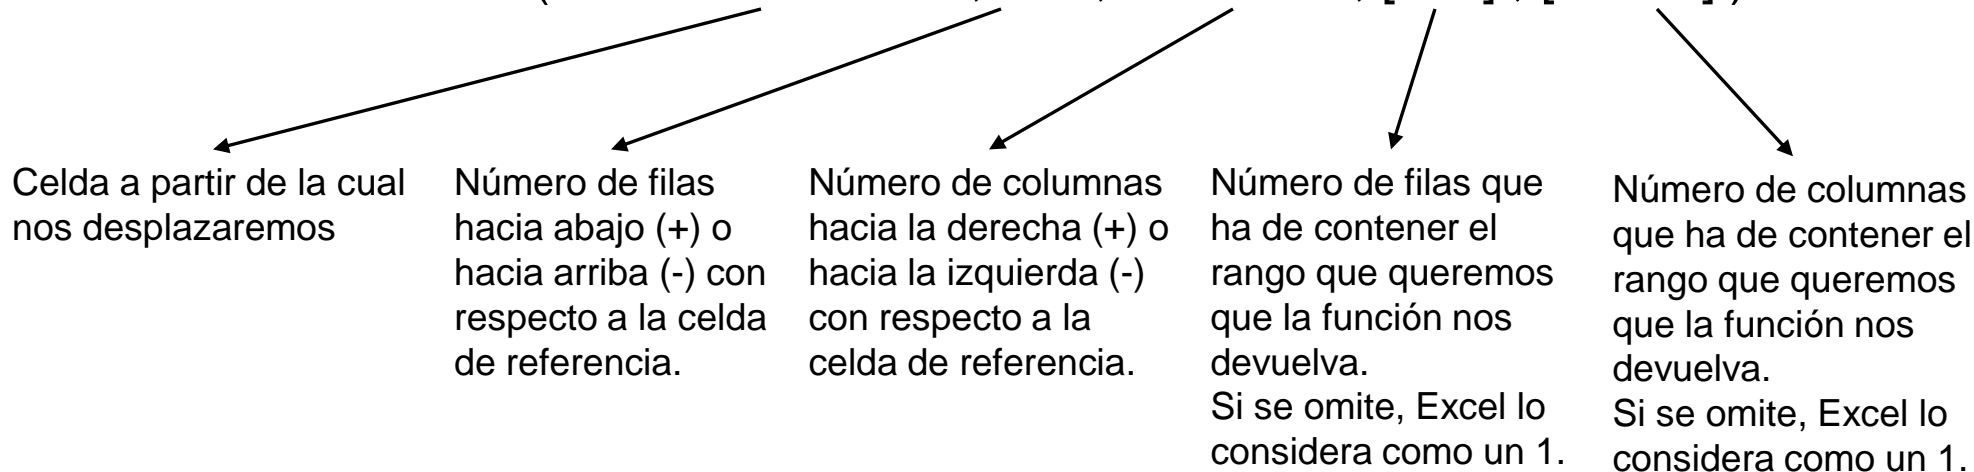 Celda a partir de la cual
nos desplazaremos
Número de filas
hacia abajo (+) o
hacia arriba (-) con
respecto a la celda
de referencia.
Número de columnas
hacia la derecha (+) o
hacia la izquierda (-)
con respecto a la
celda de referencia.
Número de filas que
ha de contener el
rango que queremos
que la función nos
devuelva.
Si se omite, Excel lo
considera como un 1.
Número de columnas
que ha de contener el
rango que queremos
que la función nos
devuelva.
Si se omite, Excel lo
considera como un 1.